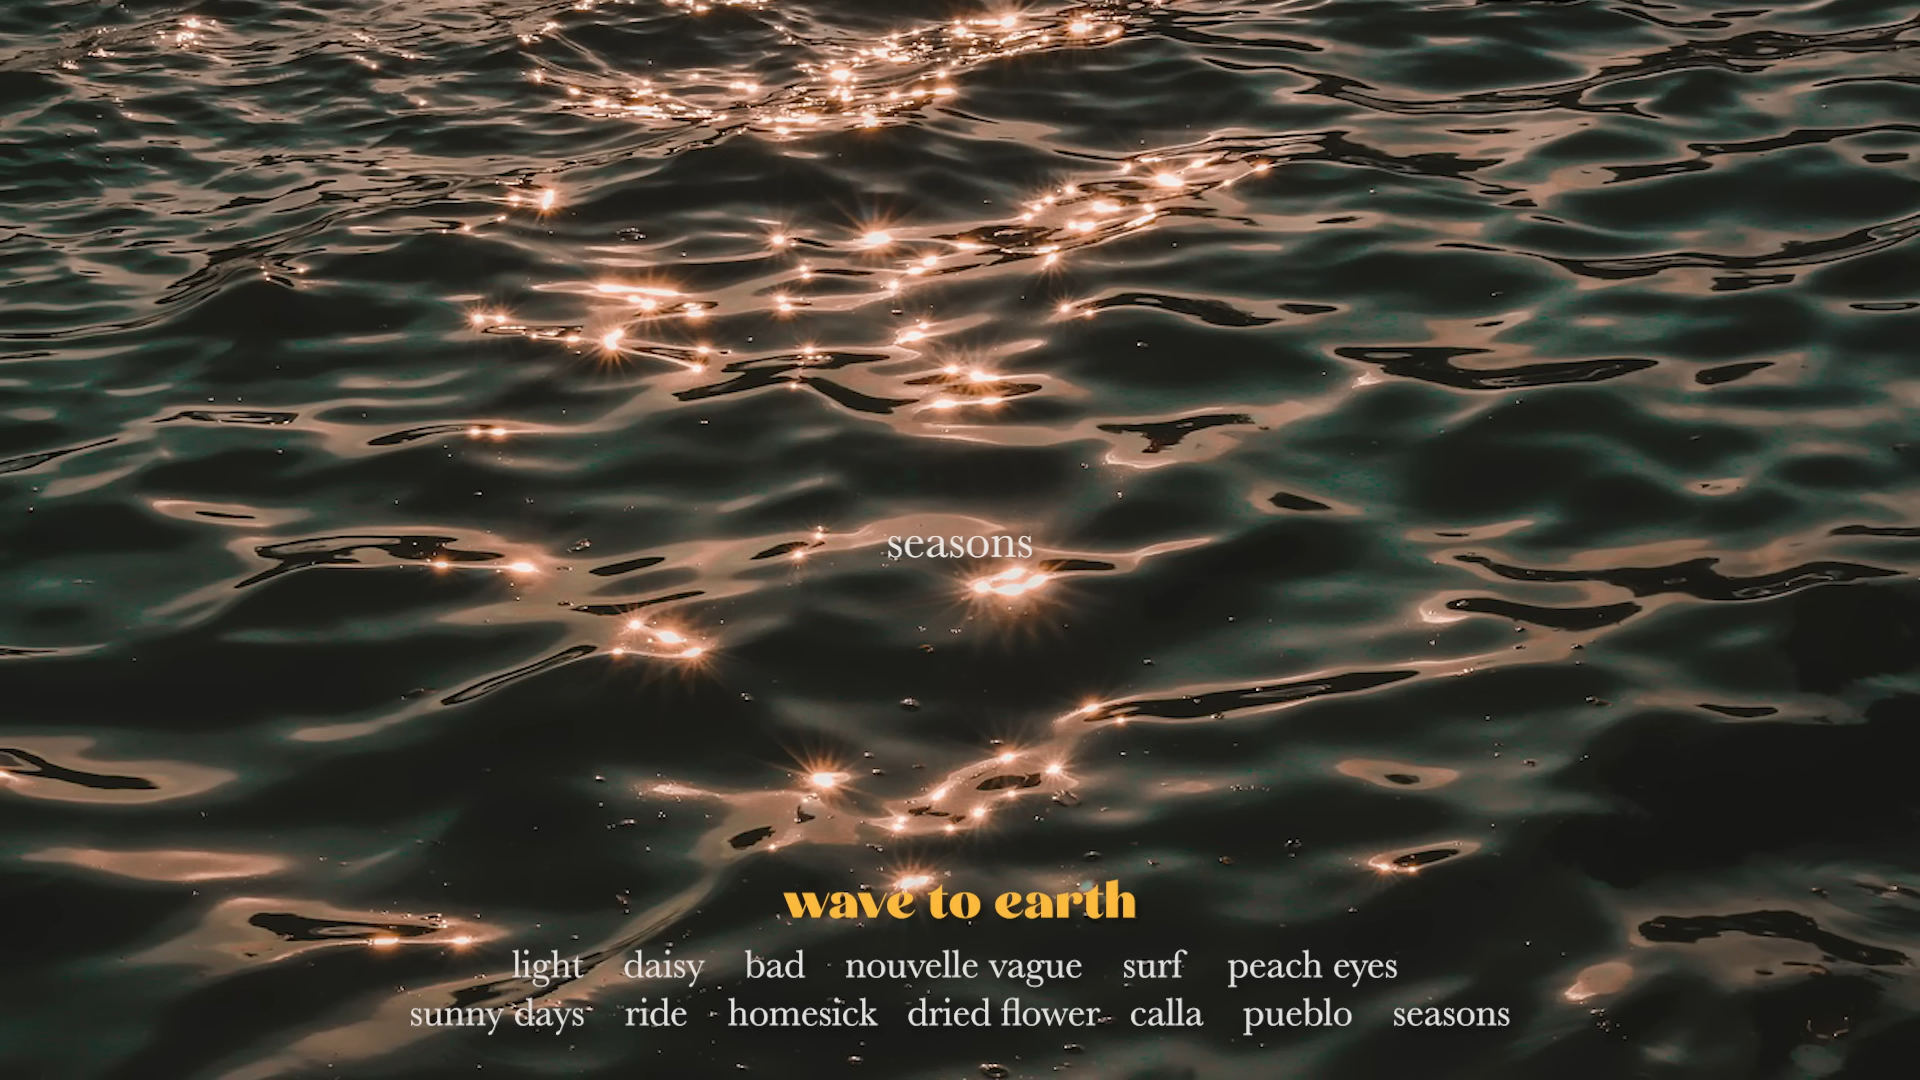 seasons
wave to earth
light daisy bad nouvelle vague surf peach eyes
sunny days ride homesick dried flower calla pueblo seasons